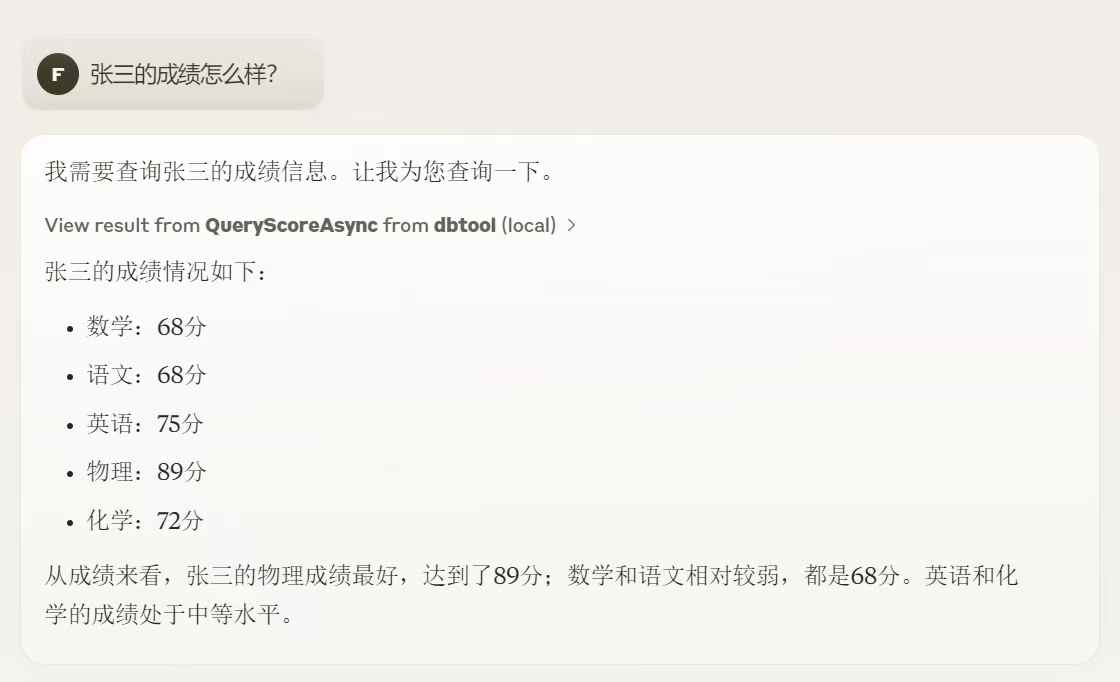 F 张三的成绩怎么样？
我需要查询张三的成绩信息。让我为您查询一下。
View result from QueryScoreAsync from dbtool (local)
张三的成绩情况如下：
• 数学：68分
• 语文：68分
• 英语：75分
• 物理：89分
• 化学：72分
从成绩来看，张三的物理成绩最好，达到了89分；数学和语文相对较弱，都是68分。英语和化
学的成绩处于中等水平。